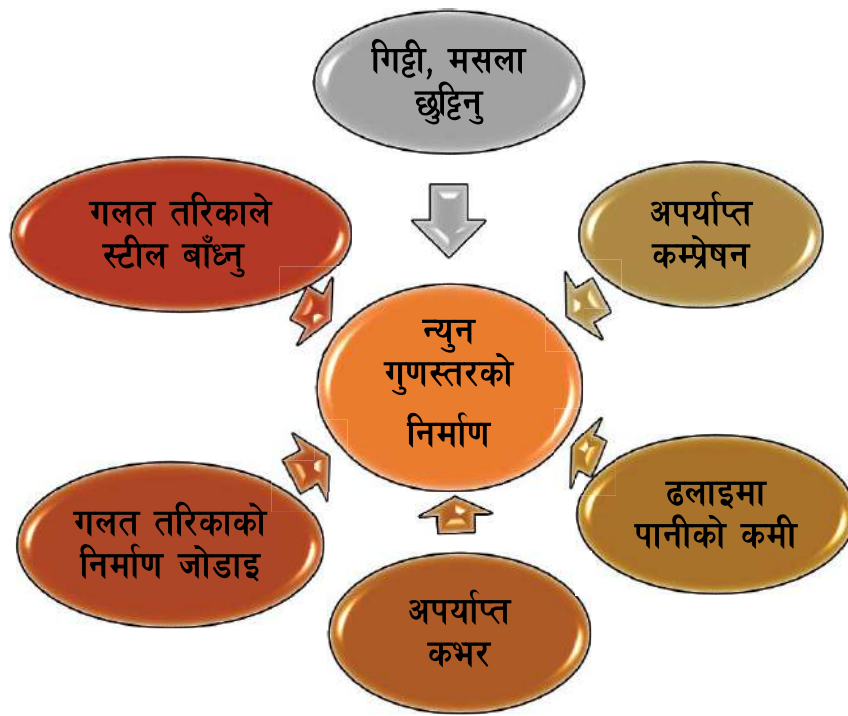 गिट्टी, मसला
छुट्टिनु
गलत तरिकाले
स्टील बाँध्नु
अपर्याप्त
कम्प्रेषन
न्युन
गुणस्तरको
निर्माण
गलत तरिकाको
निर्माण जोडाइ
ढलाइमा
पानीको कमी
अपर्याप्त
कभर